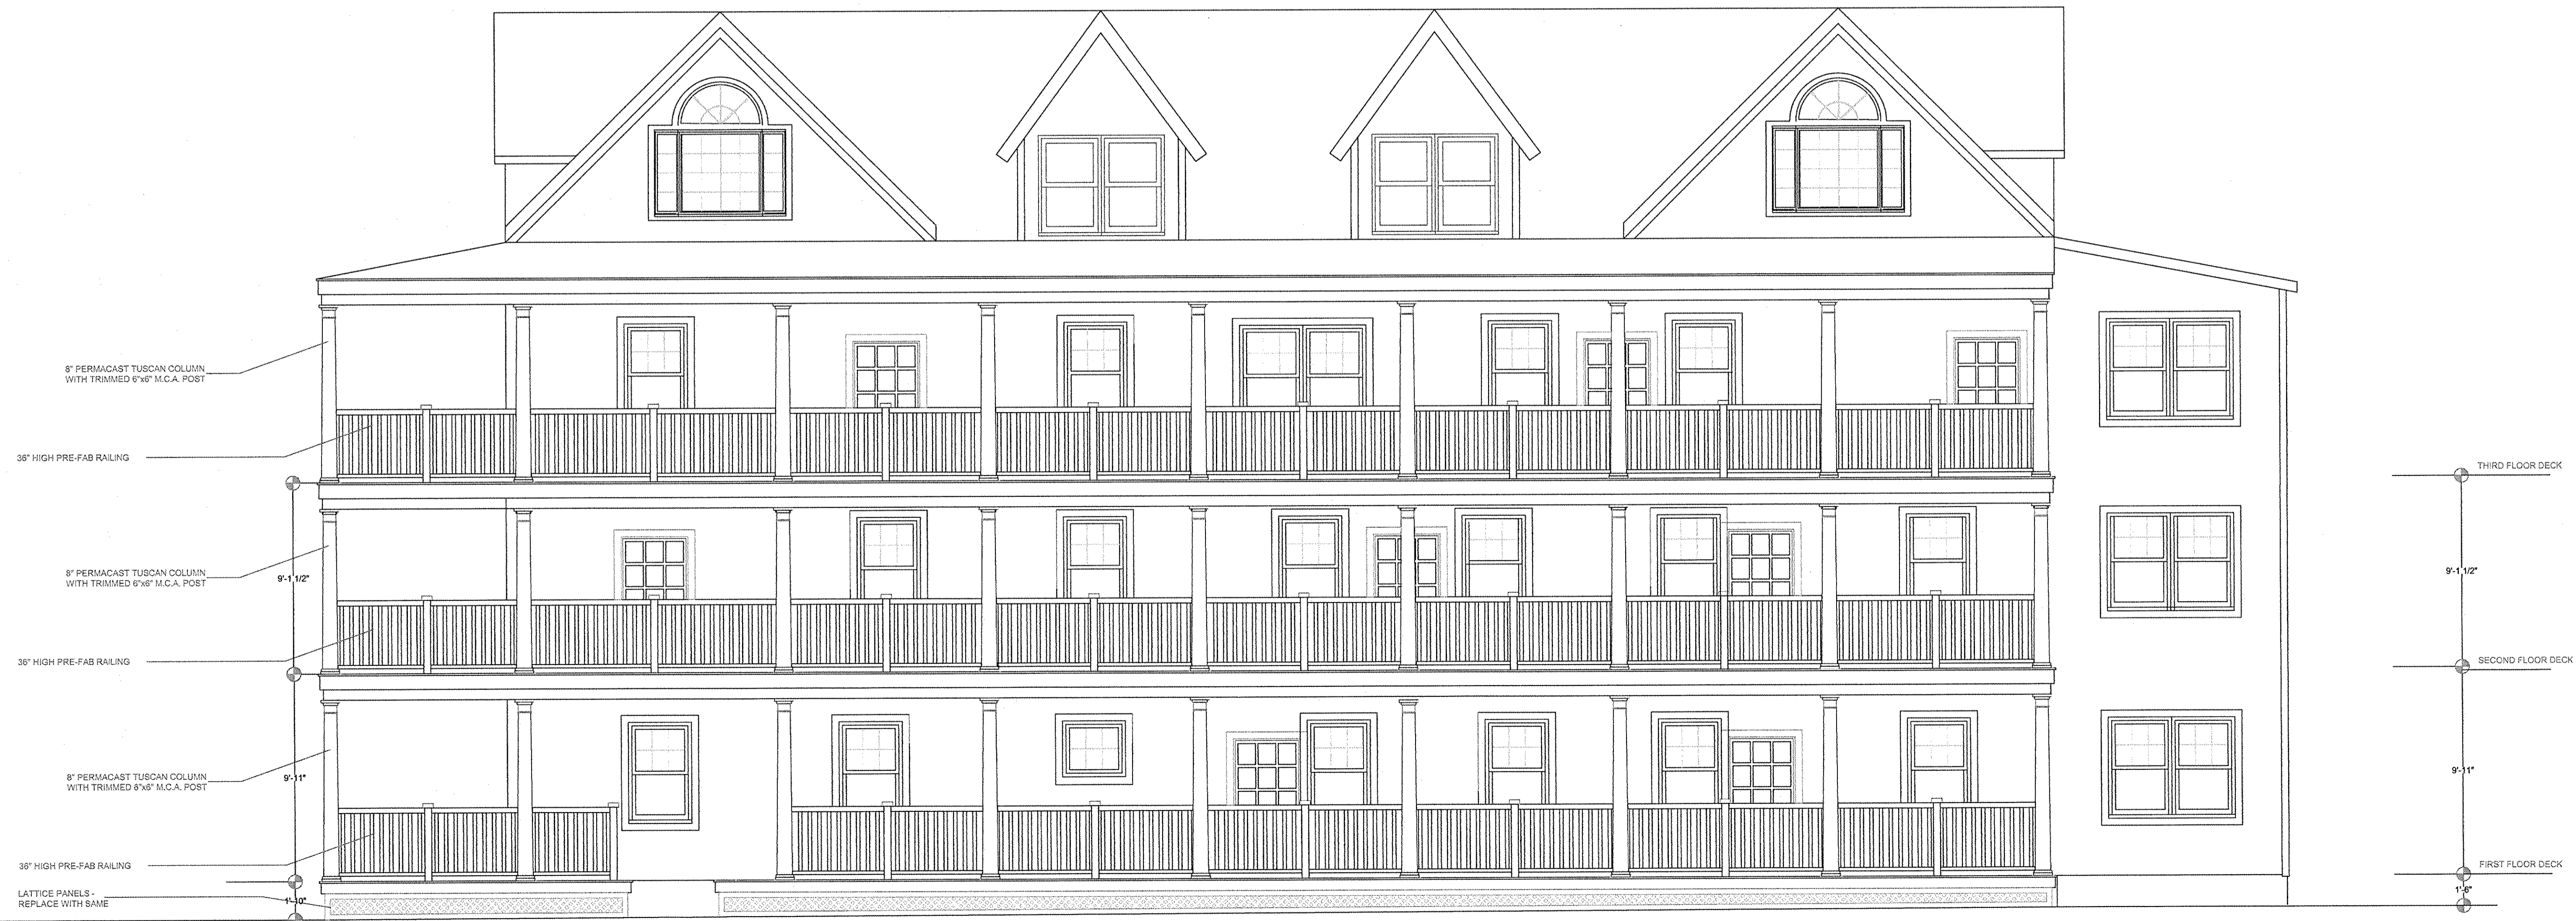 8" PERMACAST TUSCAN COLUMN
WITH TRIMMED 6"x6" M.C.A. POST
36" HIGH PRE-FAB RAILING
THIRD FLOOR DECK
8" PERMACAST TUSCAN COLUMN
WITH TRIMMED 6"x6" M.C.A. POST
9'-1 1/2"
9'-1 1/2"
36" HIGH PRE-FAB RAILING
SECOND FLOOR DECK
8" PERMACAST TUSCAN COLUMN
WITH TRIMMED 6"x6" M.C.A. POST
9'-11"
9'-11"
36" HIGH PRE-FAB RAILING
FIRST FLOOR DECK
LATTICE PANELS -
REPLACE WITH SAME
1'-10"
1'-6"